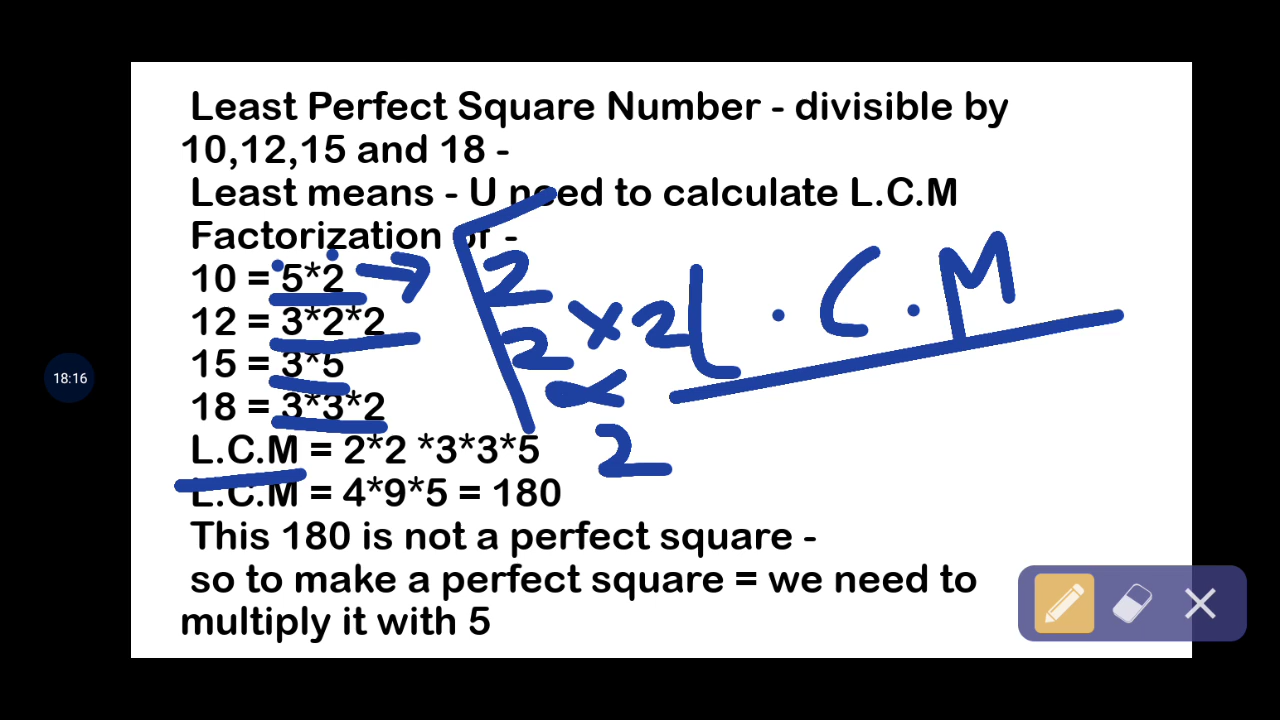 Least Perfect Square Number - divisible by
10,12,15 and 18 -
Least means - U need to calculate L.C.M
Factorization of -
10 = 5*2
12 = 3*2*2
15 = 3*5
18 = 3*3*2
L.C.M = 2*2 *3*3*5
L.C.M = 4*9*5 = 180
This 180 is not a perfect square -
so to make a perfect square = we need to
multiply it with 5
2
2 × 2
×
2
L . C . M
18:16